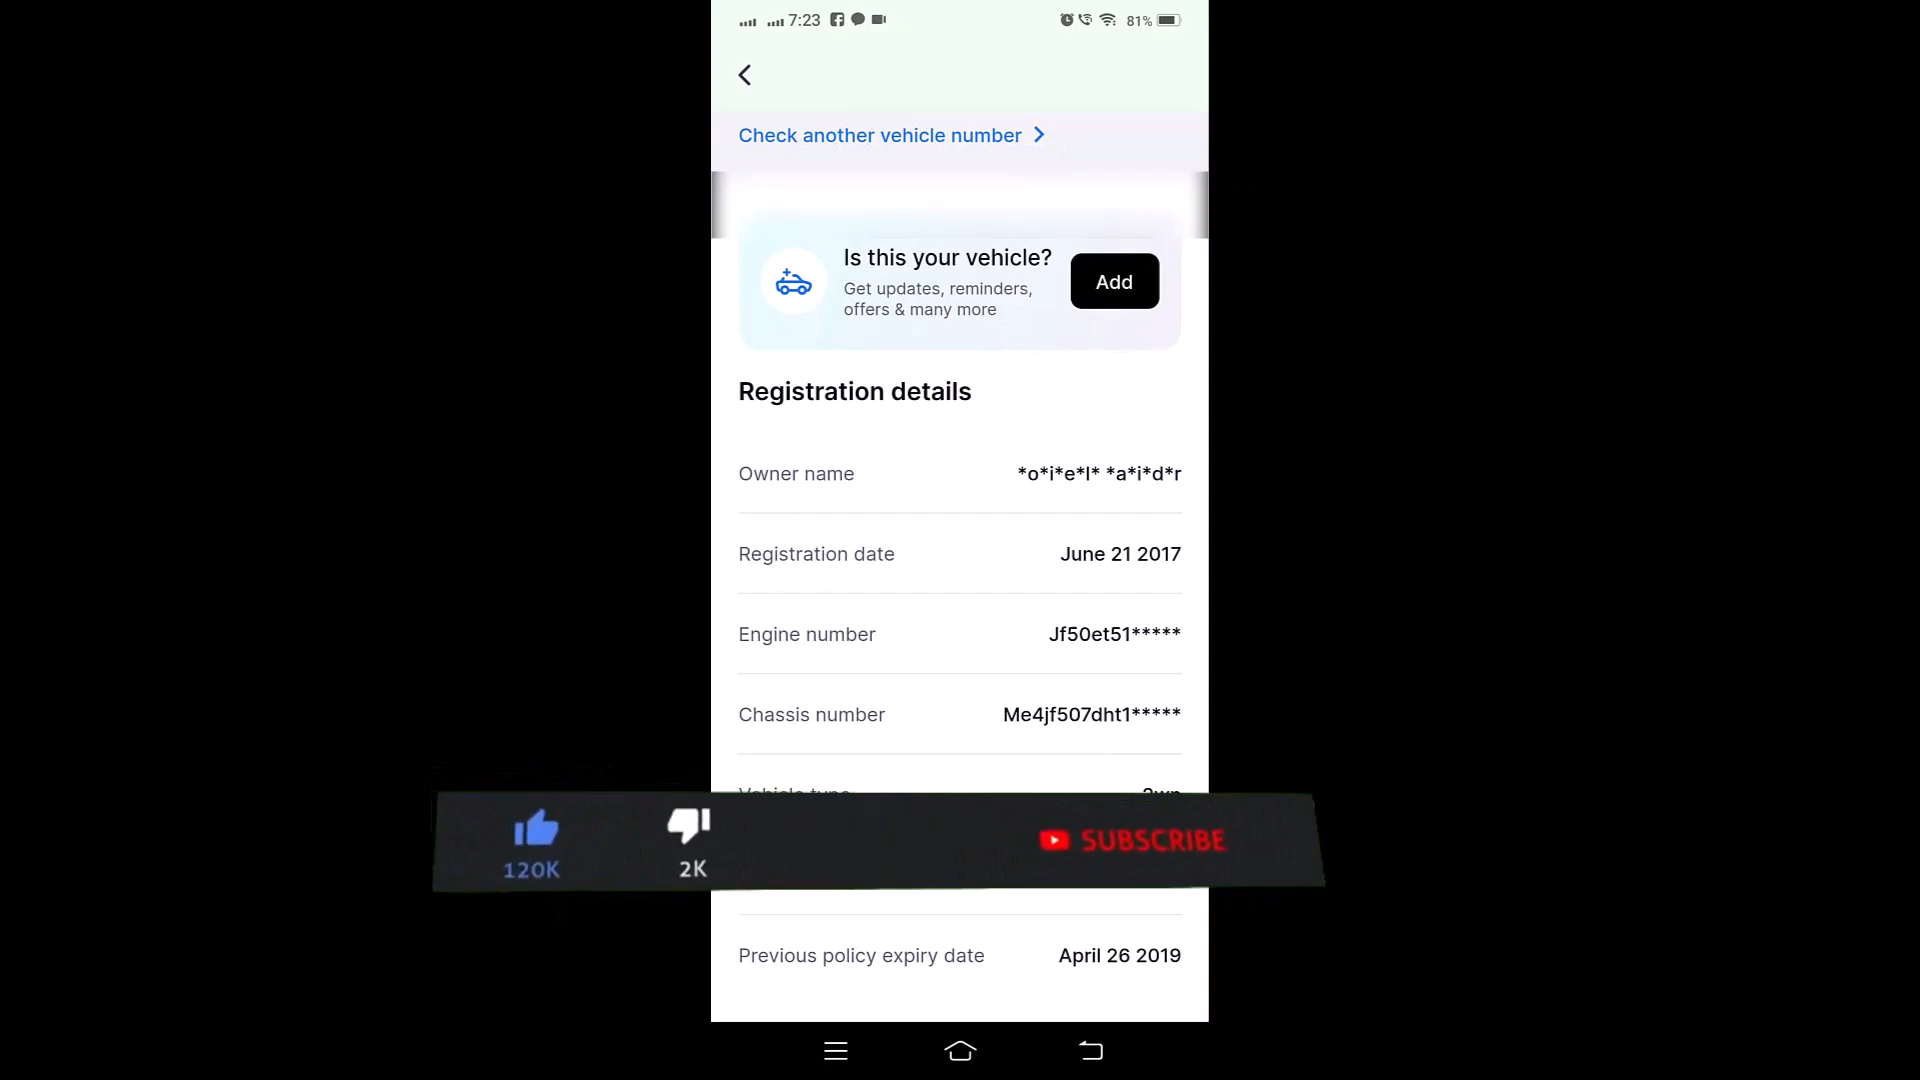 7:23
81%
Check another vehicle number
Is this your vehicle?
Get updates, reminders,
offers & many more
Add
Registration details
Owner name *o*i*e*l* *a*i*d*r
Registration date June 21 2017
Engine number Jf50et51*****
Chassis number Me4jf507dht1*****
Vehicle type
120K
2K
SUBSCRIBE
Previous policy expiry date April 26 2019